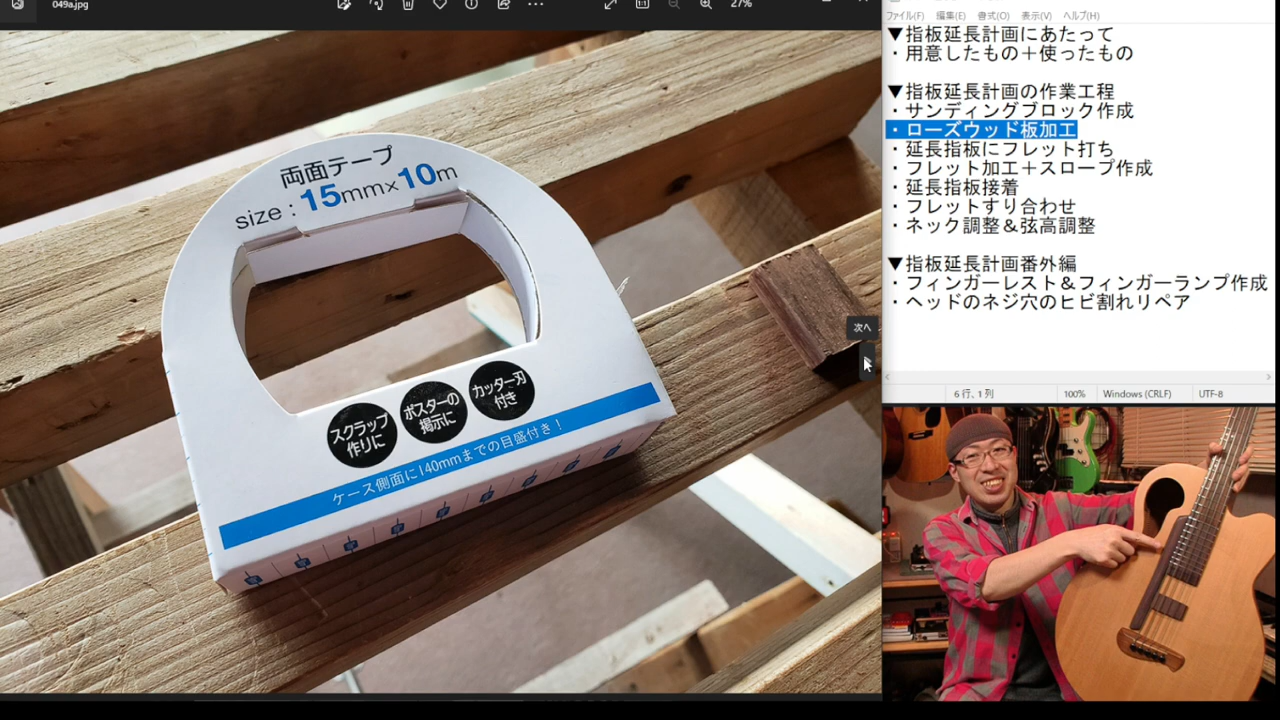 049a.jpg
27%
両面テープ
size : 15mm×10m
スクラップ
作りに
ポスターの
掲示に
カッター刃
付き
ケース側面に140mmまでの目盛付き！
次へ
ファイル(F) 編集(E) 書式(O) 表示(V) ヘルプ(H)
▼指板延長計画にあたって
・用意したもの＋使ったもの
▼指板延長計画の作業工程
・サンディングブロック作成
・ローズウッド板加工
・延長指板にフレット打ち
・フレット加工＋スロープ作成
・延長指板接着
・フレットすり合わせ
・ネック調整＆弦高調整
▼指板延長計画番外編
・フィンガーレスト＆フィンガーランプ作成
・ヘッドのネジ穴のヒビ割れリペア
6 行、1 列 100% Windows (CRLF) UTF-8